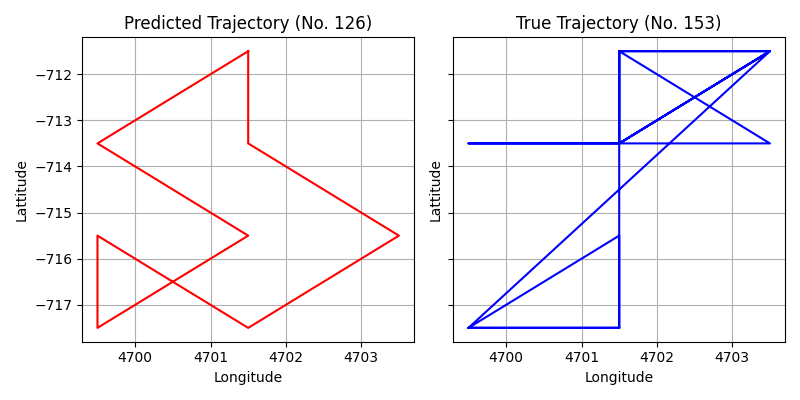 Predicted Trajectory (No. 126)
True Trajectory (No. 153)
−712
−713
−714
−715
−716
−717
Lattitude
Lattitude
4700
4701
4702
4703
4700
4701
4702
4703
Longitude
Longitude